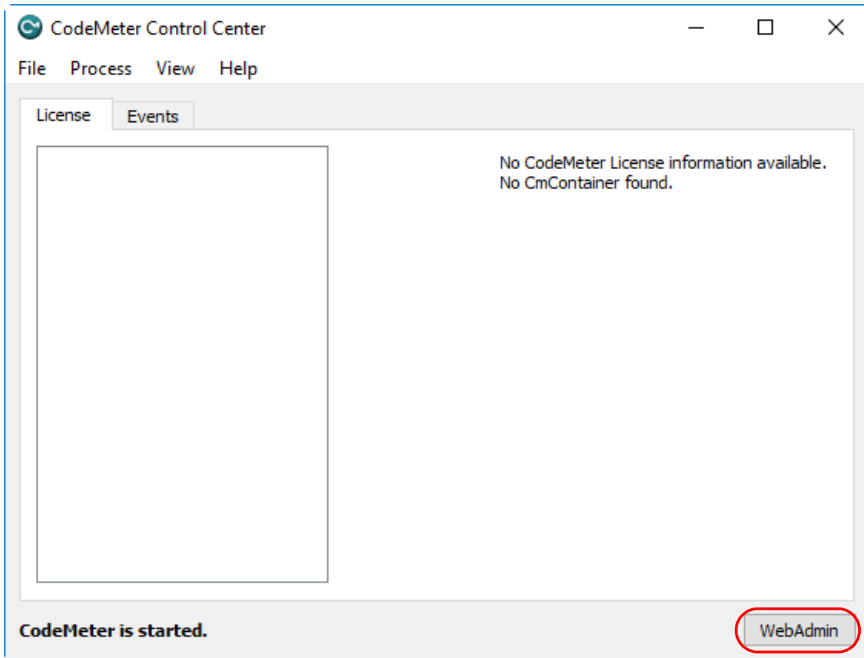 CodeMeter Control Center
File Process View Help
License Events
No CodeMeter License information available.
No CmContainer found.
CodeMeter is started.
WebAdmin